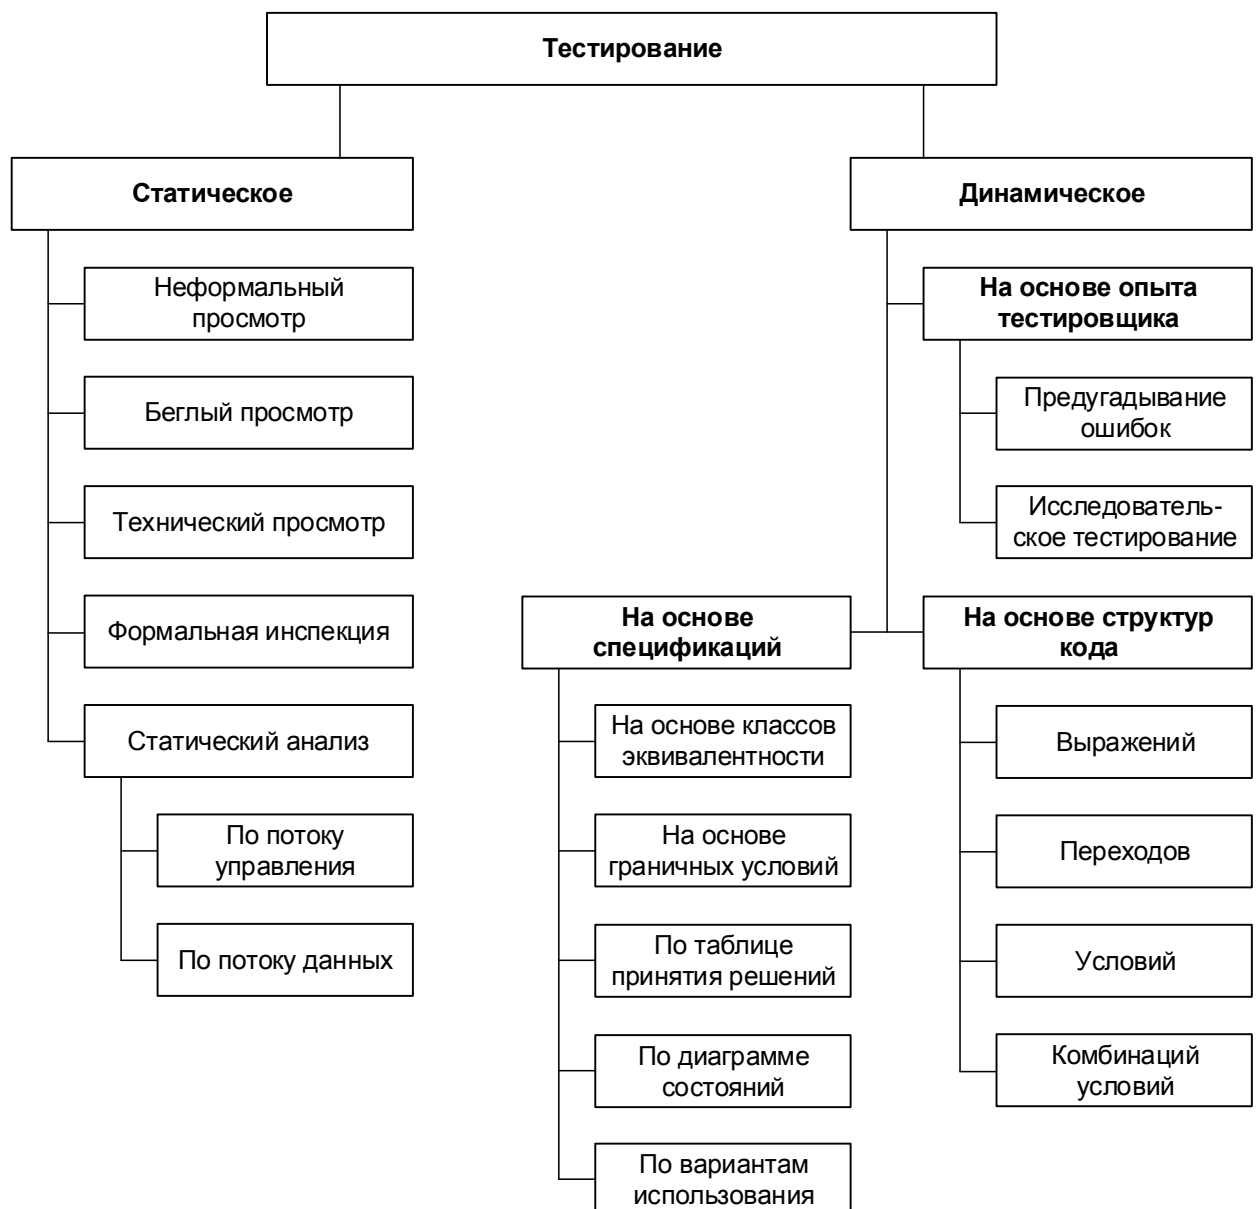 Тестирование
Статическое
Неформальный
просмотр
Беглый просмотр
Технический просмотр
Формальная инспекция
Статический анализ
По потоку
управления
По потоку данных
Динамическое
На основе опыта
тестировщика
Предугадывание
ошибок
Исследователь-
ское тестирование
На основе
спецификаций
На основе классов
эквивалентности
На основе
граничных условий
По таблице
принятия решений
По диаграмме
состояний
По вариантам
использования
На основе структур
кода
Выражений
Переходов
Условий
Комбинаций
условий